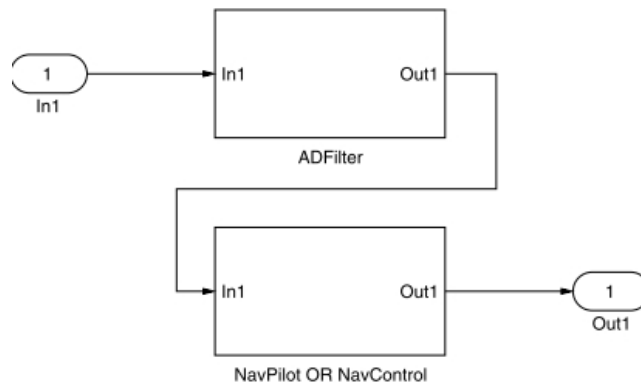 1
In1
In1
Out1
ADFilter
In1
Out1
NavPilot OR NavControl
1
Out1